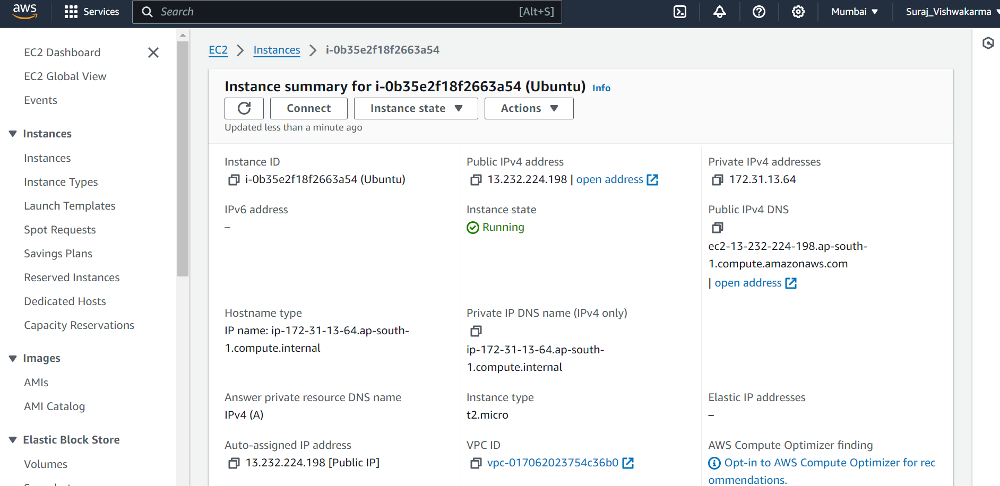 aws
Services
Search
[Alt+S]
Mumbai
Suraj_Vishwakarma
EC2 Dashboard
EC2 Global View
Events
Instances
Instances
Instance Types
Launch Templates
Spot Requests
Savings Plans
Reserved Instances
Dedicated Hosts
Capacity Reservations
Images
AMIs
AMI Catalog
Elastic Block Store
Volumes
EC2
Instances
i-0b35e2f18f2663a54
Instance summary for i-0b35e2f18f2663a54 (Ubuntu) Info
Connect
Instance state
Actions
Updated less than a minute ago
Instance ID
i-0b35e2f18f2663a54 (Ubuntu)
Public IPv4 address
13.232.224.198 | open address
Private IPv4 addresses
172.31.13.64
IPv6 address
–
Instance state
Running
Public IPv4 DNS
ec2-13-232-224-198.ap-south-
1.compute.amazonaws.com
| open address
Hostname type
IP name: ip-172-31-13-64.ap-south-
1.compute.internal
Private IP DNS name (IPv4 only)
ip-172-31-13-64.ap-south-
1.compute.internal
Answer private resource DNS name
IPv4 (A)
Instance type
t2.micro
Elastic IP addresses
–
Auto-assigned IP address
13.232.224.198 [Public IP]
VPC ID
vpc-017062023754c36b0
AWS Compute Optimizer finding
Opt-in to AWS Compute Optimizer for rec
ommendations.